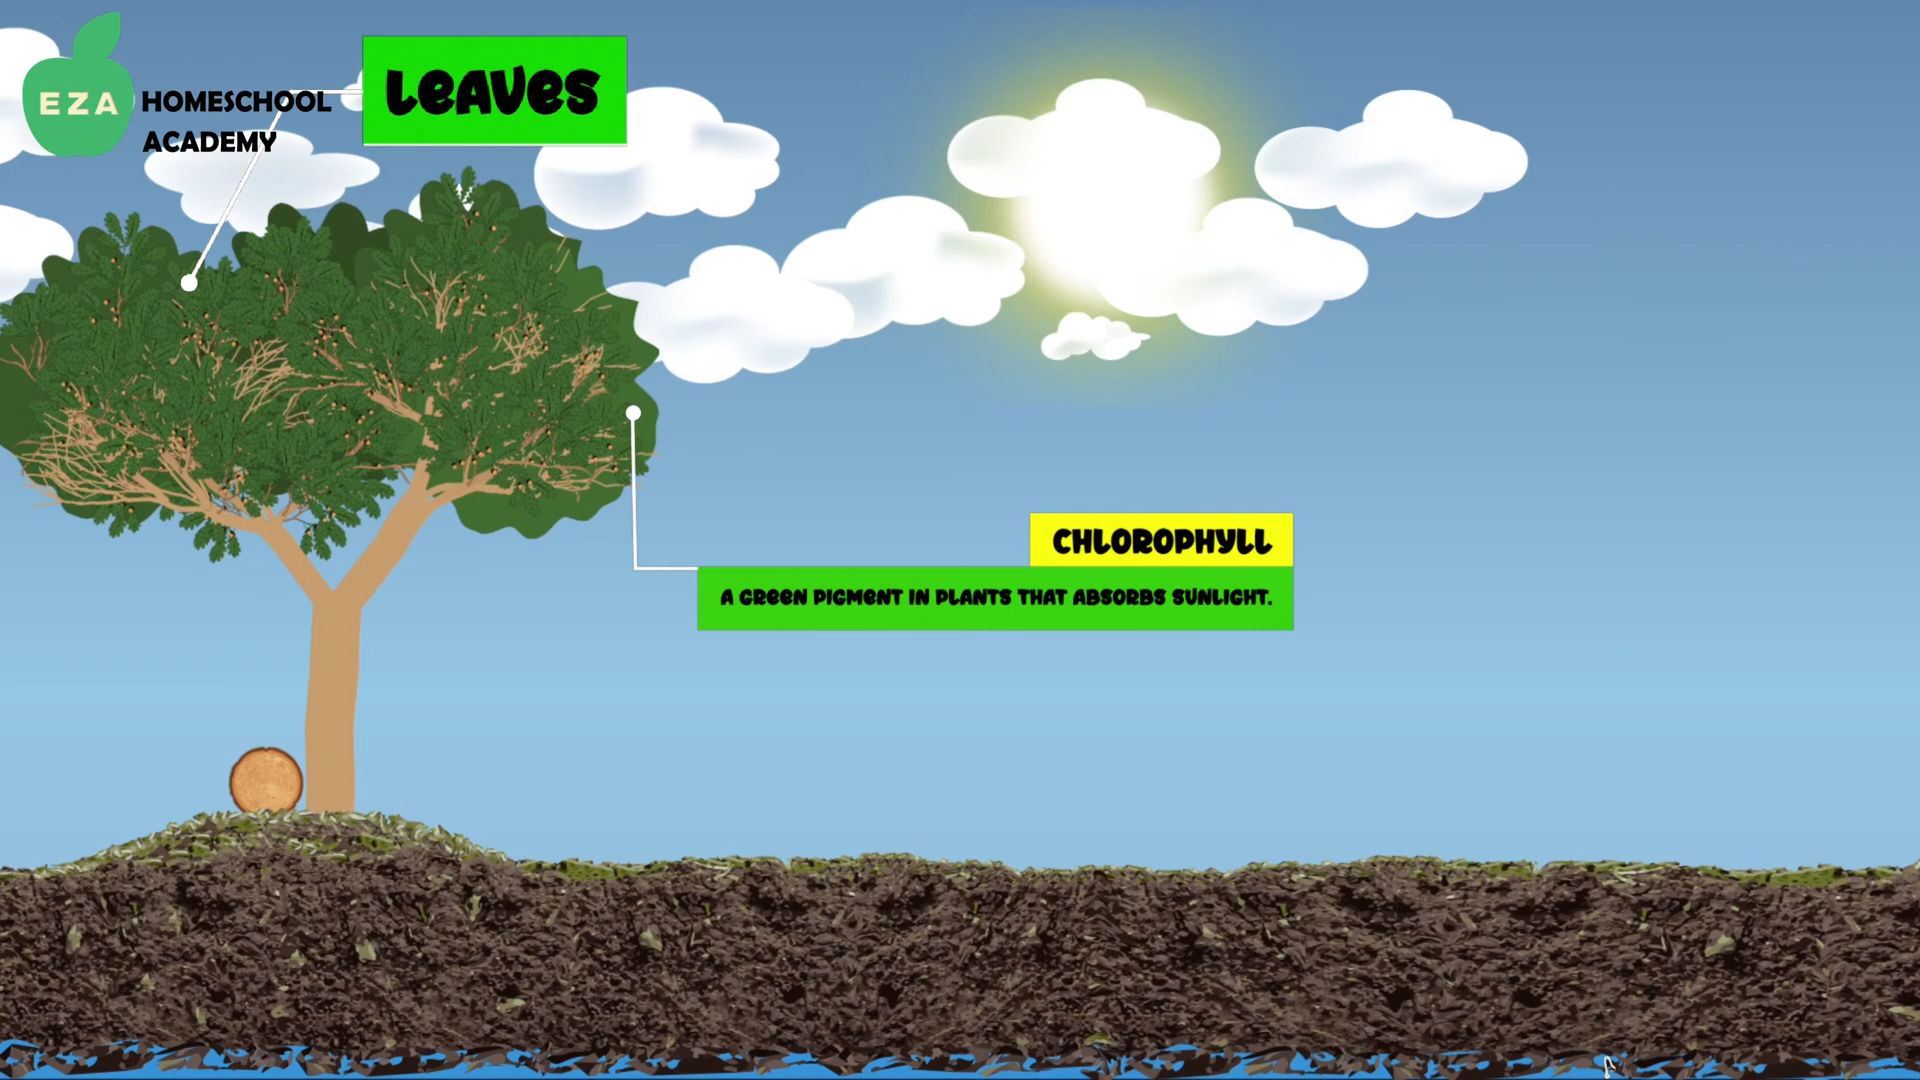 EZA
HOMESCHOOL
ACADEMY
LEAVES
CHLOROPHYLL
A GREEN PIGMENT IN PLANTS THAT ABSORBS SUNLIGHT.